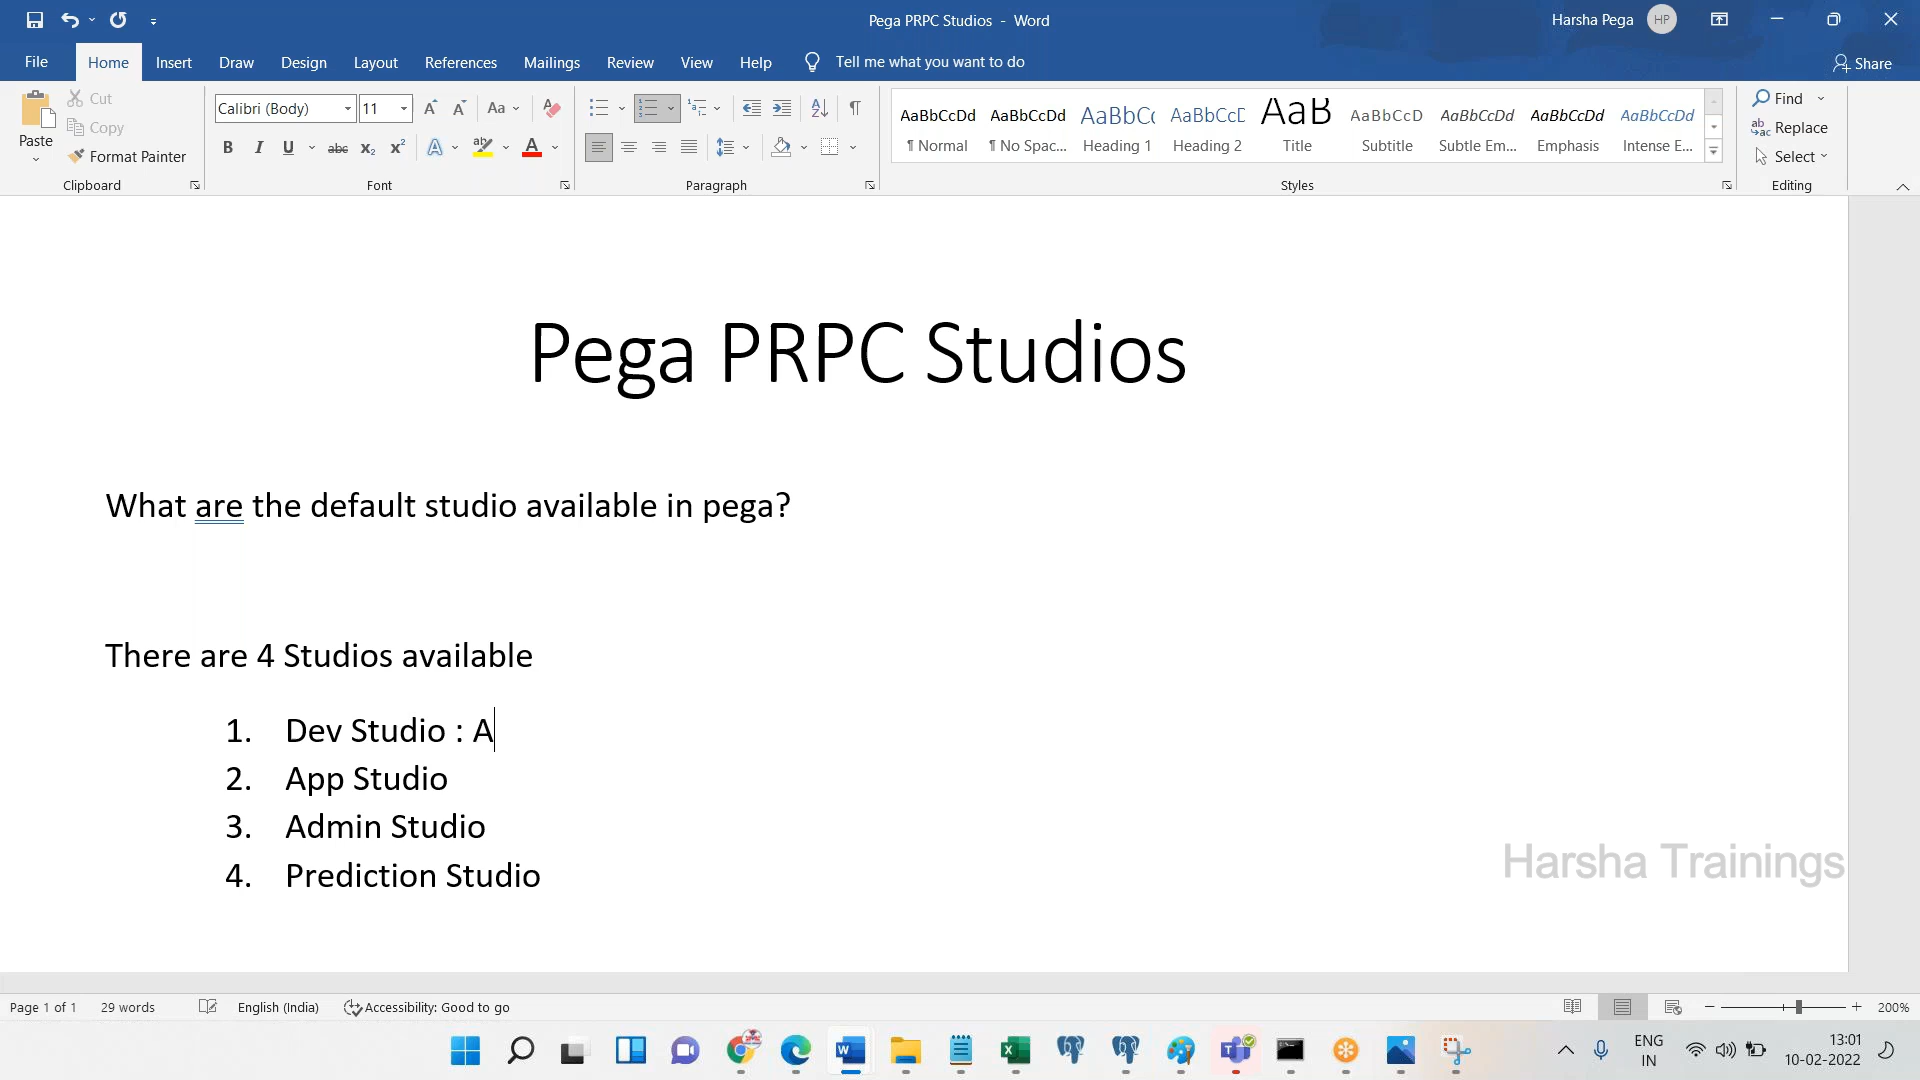 Pega PRPC Studios - Word
Harsha Pega HP
File Home Insert Draw Design Layout References Mailings Review View Help Tell me what you want to do Share
Paste
Cut
Copy
Format Painter
Clipboard
Calibri (Body) 11
Font
Paragraph
AaBbCcDd AaBbCcDd AaBbCc AaBbCcD AaB AaBbCcD AaBbCcDd AaBbCcDd AaBbCcDd
¶ Normal ¶ No Spac... Heading 1 Heading 2 Title Subtitle Subtle Em... Emphasis Intense E...
Styles
Find
Replace
Select
Editing
Pega PRPC Studios
What are the default studio available in pega?
There are 4 Studios available
1. Dev Studio : A
2. App Studio
3. Admin Studio
4. Prediction Studio
Harsha Trainings
Page 1 of 1 29 words English (India) Accessibility: Good to go 200%
ENG
IN
13:01
10-02-2022